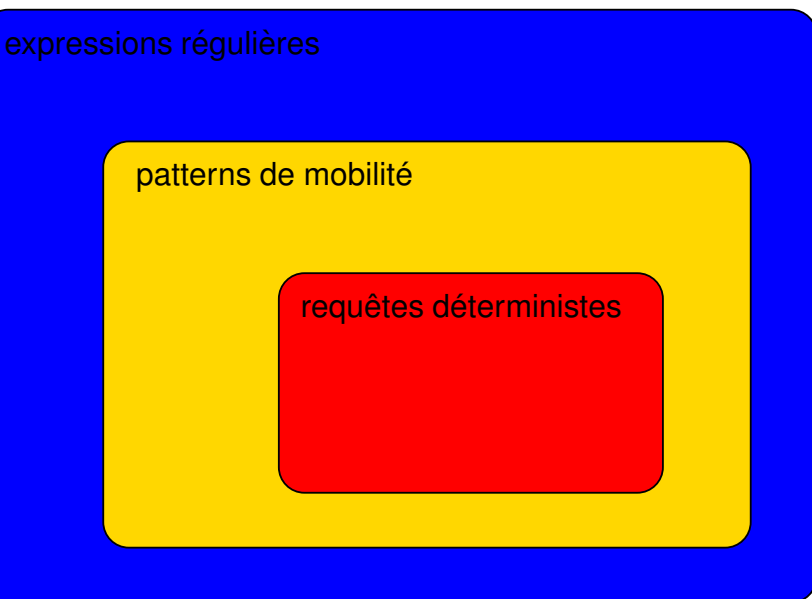 expressions régulières
patterns de mobilité
requêtes déterministes